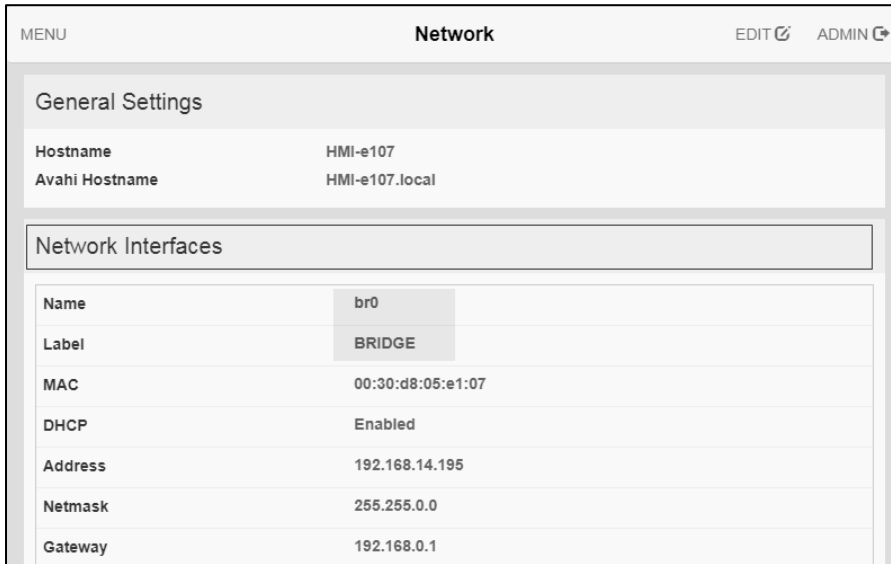 MENU Network EDIT ADMIN
General Settings
Hostname HMI-e107
Avahi Hostname HMI-e107.local
Network Interfaces
Name br0
Label BRIDGE
MAC 00:30:d8:05:e1:07
DHCP Enabled
Address 192.168.14.195
Netmask 255.255.0.0
Gateway 192.168.0.1